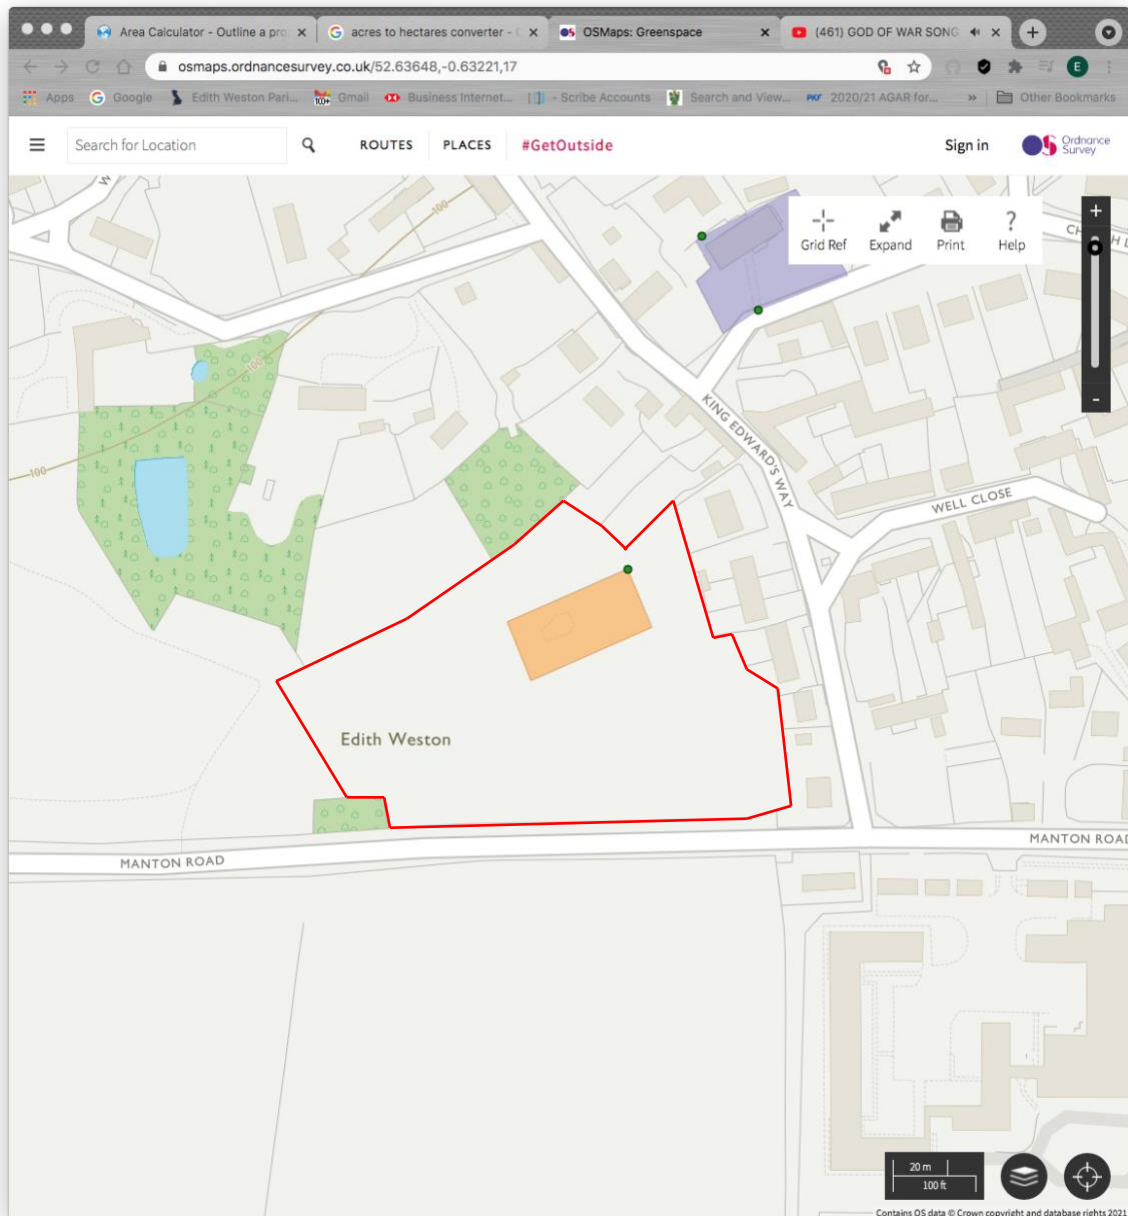 Area Calculator - Outline a pro
acres to hectares converter -
OSMaps: Greenspace
(461) GOD OF WAR SONG
osmaps.ordnancesurvey.co.uk/52.63648,-0.63221,17
E
Apps
Google
Edith Weston Pari...
100+
Gmail
Business Internet...
- Scribe Accounts
Search and View...
PKF
2020/21 AGAR for...
»
Other Bookmarks
Search for Location
ROUTES
PLACES
#GetOutside
Sign in
OS
Ordnance
Survey
Grid Ref
Expand
Print
?
Help
+
-
100
100
100
KING EDWARD'S WAY
WELL CLOSE
Edith Weston
MANTON ROAD
MANTON ROAD
20 m
100 ft
Contains OS data © Crown copyright and database rights 2021